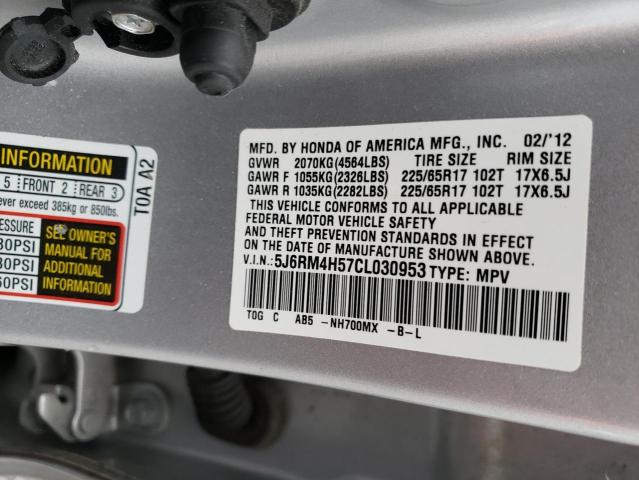 INFORMATION
5 FRONT 2 REAR 3
ever exceed 385kg or 850lbs.
ESSURE
30PSI
30PSI
60PSI
SEE OWNER'S
MANUAL FOR
ADDITIONAL
INFORMATION
T0A A2
MFD. BY HONDA OF AMERICA MFG., INC. 02/'12
GVWR 2070KG(4564LBS) TIRE SIZE RIM SIZE
GAWR F 1055KG(2326LBS) 225/65R17 102T 17X6.5J
GAWR R 1035KG(2282LBS) 225/65R17 102T 17X6.5J
THIS VEHICLE CONFORMS TO ALL APPLICABLE
FEDERAL MOTOR VEHICLE SAFETY
AND THEFT PREVENTION STANDARDS IN EFFECT
ON THE DATE OF MANUFACTURE SHOWN ABOVE.
V.I.N.: 5J6RM4H57CL030953 TYPE: MPV
T0G C AB5 -NH700MX -B-L